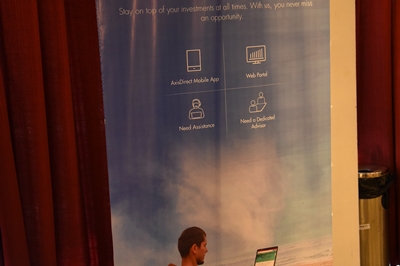 Stay on top of your investments at all times. With us, you never miss
an opportunity.
AxisDirect Mobile App
Web Portal
Need Assistance
Need a Dedicated
Advisor